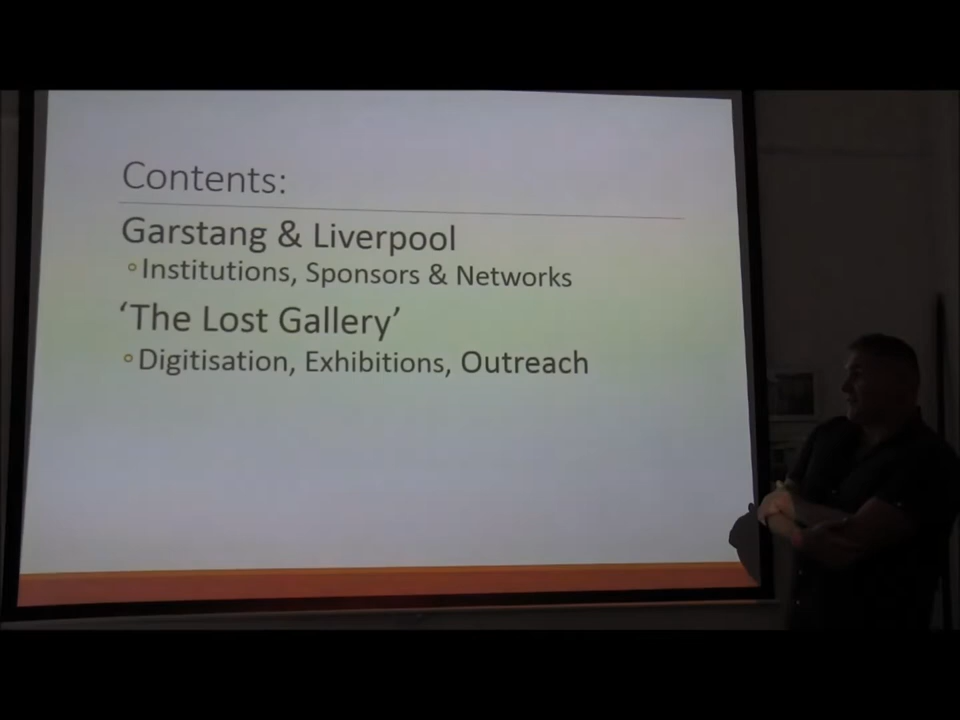 Contents:
Garstang & Liverpool
◦Institutions, Sponsors & Networks
‘The Lost Gallery’
◦Digitisation, Exhibitions, Outreach